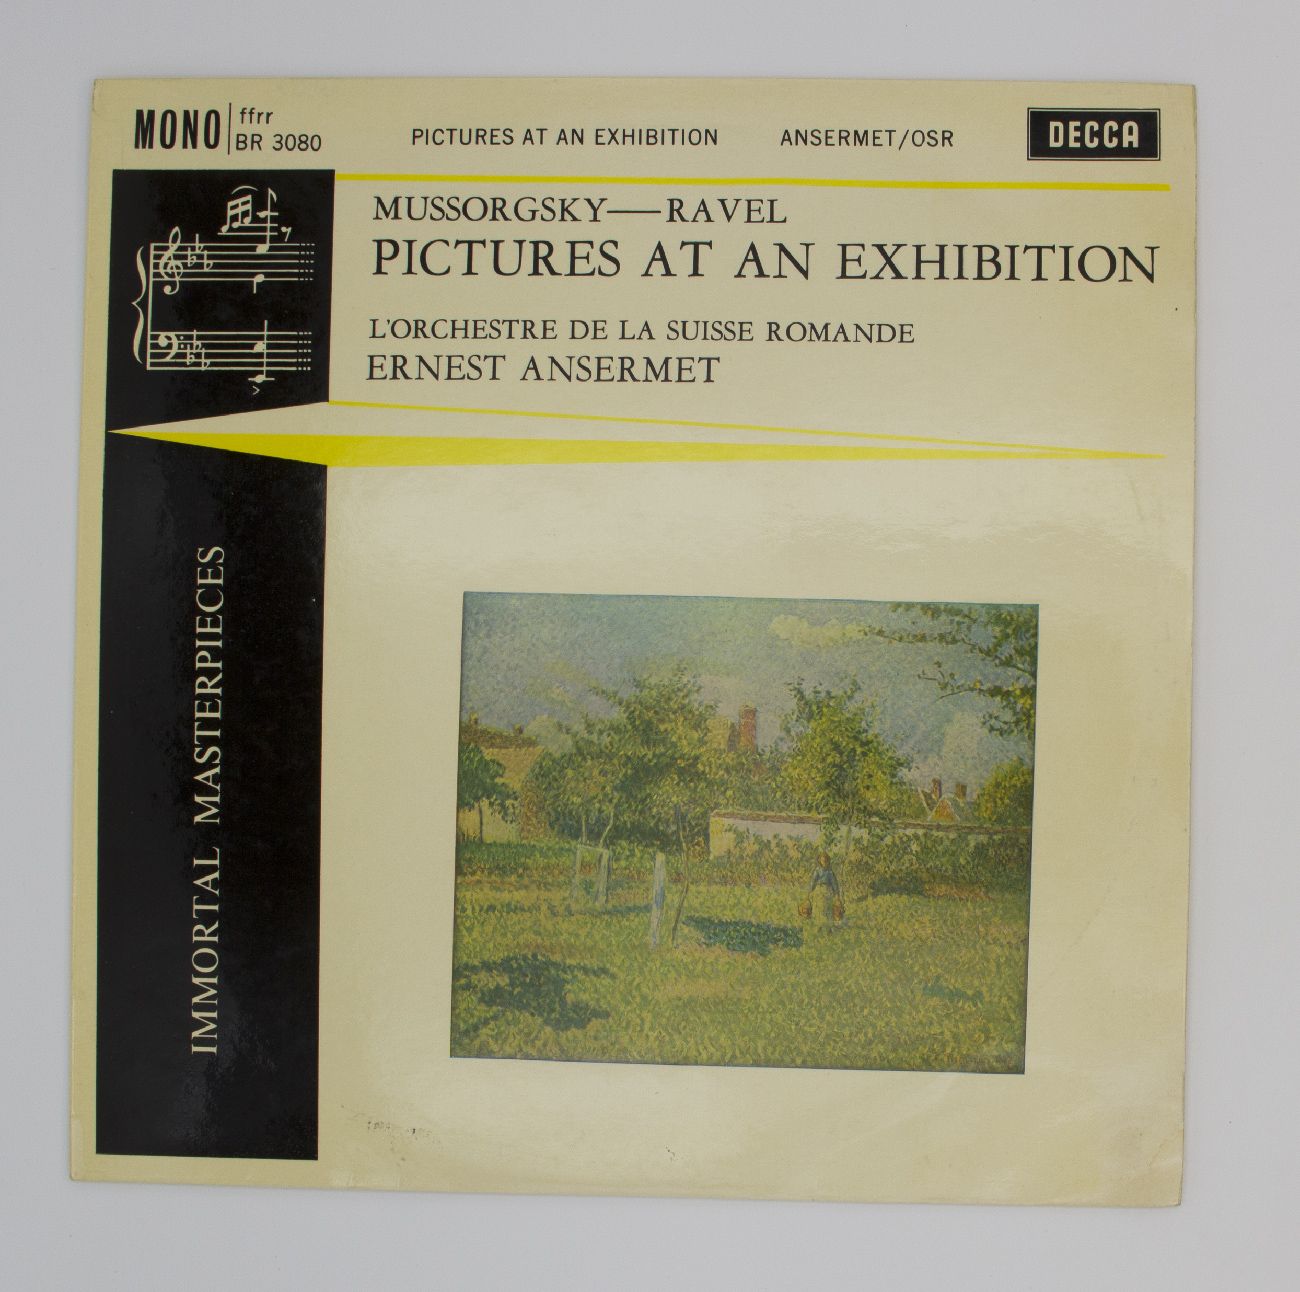 MONO
ffrr
BR 3080
PICTURES AT AN EXHIBITION
ANSERMET/OSR
DECCA
MUSSORGSKY—RAVEL
PICTURES AT AN EXHIBITION
L'ORCHESTRE DE LA SUISSE ROMANDE
ERNEST ANSERMET
IMMORTAL MASTERPIECES